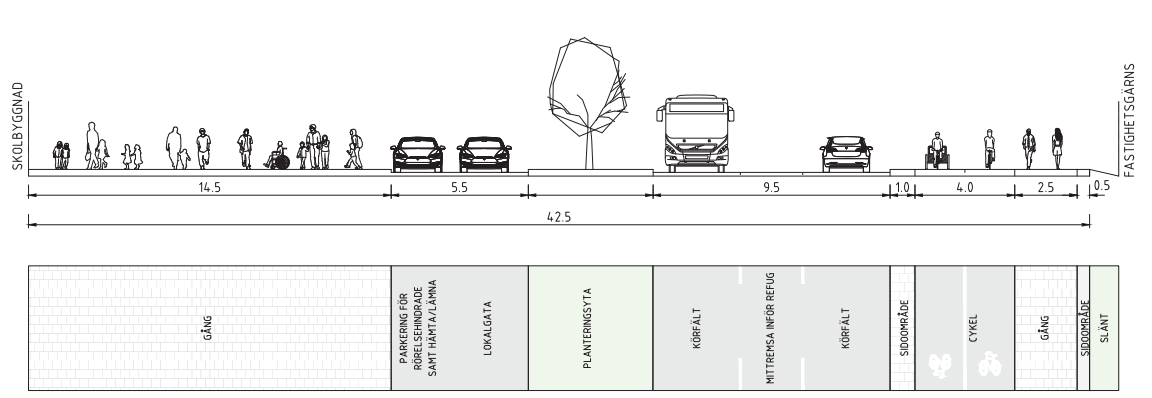 SKOLBYGGNAD
FASTIGHETSGÄRNS
14.5
5.5
9.5
1.0
4.0
2.5
0.5
42.5
GÅNG
PARKERING FÖR
RÖRELSEHINDRADE
SAMT HÄMTA/LÄMNA
LOKALGATA
PLANTERINGSYTA
KÖRFÄLT
MITTREMSA INFÖR REFUG
KÖRFÄLT
SIDOOMRÅDE
CYKEL
GÅNG
SIDOOMRÅDE
SLÄNT